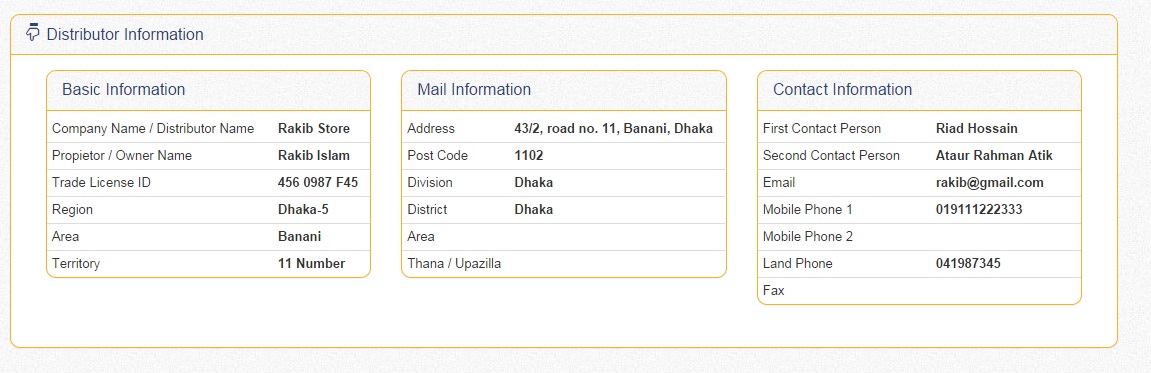 Distributor Information
Basic Information
Company Name / Distributor Name Rakib Store
Propietor / Owner Name Rakib Islam
Trade License ID 456 0987 F45
Region Dhaka-5
Area Banani
Territory 11 Number
Mail Information
Address 43/2, road no. 11, Banani, Dhaka
Post Code 1102
Division Dhaka
District Dhaka
Area
Thana / Upazilla
Contact Information
First Contact Person Riad Hossain
Second Contact Person Ataur Rahman Atik
Email rakib@gmail.com
Mobile Phone 1 019111222333
Mobile Phone 2
Land Phone 041987345
Fax